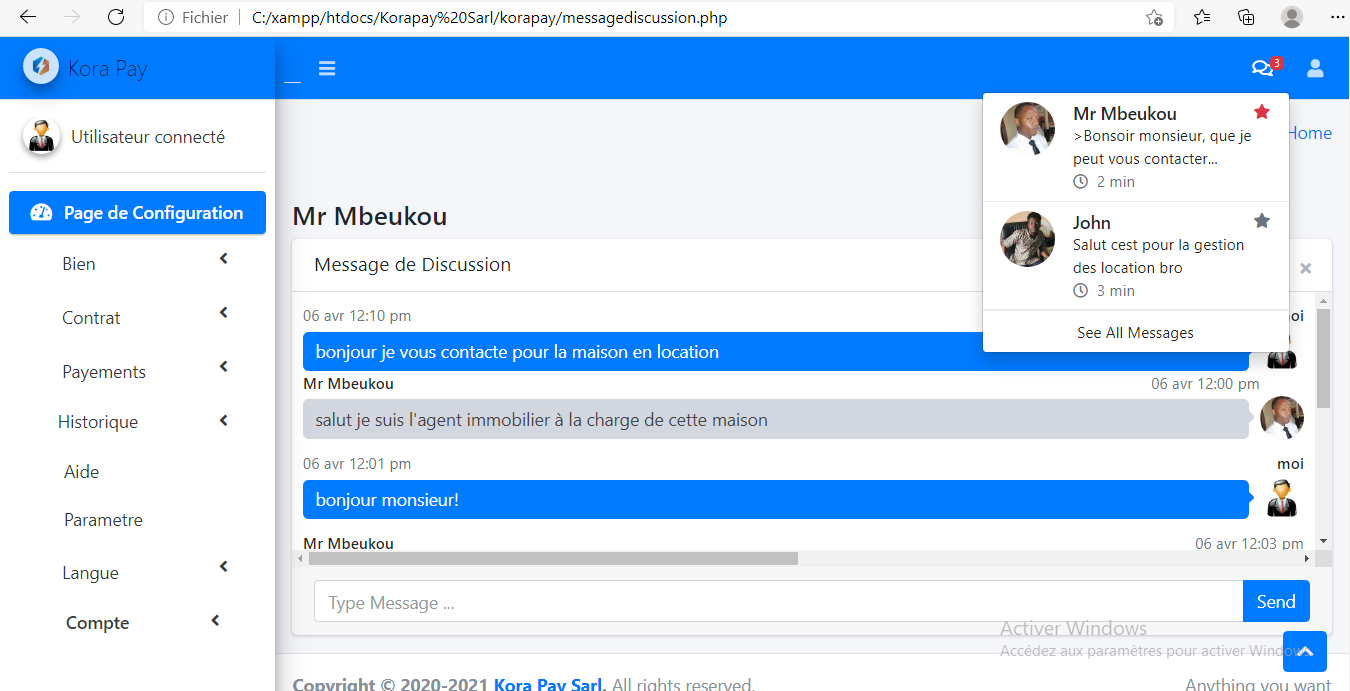 Fichier
C:/xampp/htdocs/Korapay%20Sarl/korapay/messagediscussion.php
Kora Pay
3
Utilisateur connecté
Page de Configuration
Bien
Contrat
Payements
Historique
Aide
Parametre
Langue
Compte
Home
Mr Mbeukou
>Bonsoir monsieur, que je
peut vous contacter...
2 min
John
Salut cest pour la gestion
des location bro
3 min
See All Messages
Mr Mbeukou
Message de Discussion
06 avr 12:10 pm
bonjour je vous contacte pour la maison en location
Mr Mbeukou 06 avr 12:00 pm
salut je suis l'agent immobilier à la charge de cette maison
06 avr 12:01 pm moi
bonjour monsieur!
Mr Mbeukou 06 avr 12:03 pm
Type Message ...
Send
Activer Windows
Accédez aux paramètres pour activer
Copyright © 2020-2021 Kora Pay Sarl. All rights reserved.
Anything you want